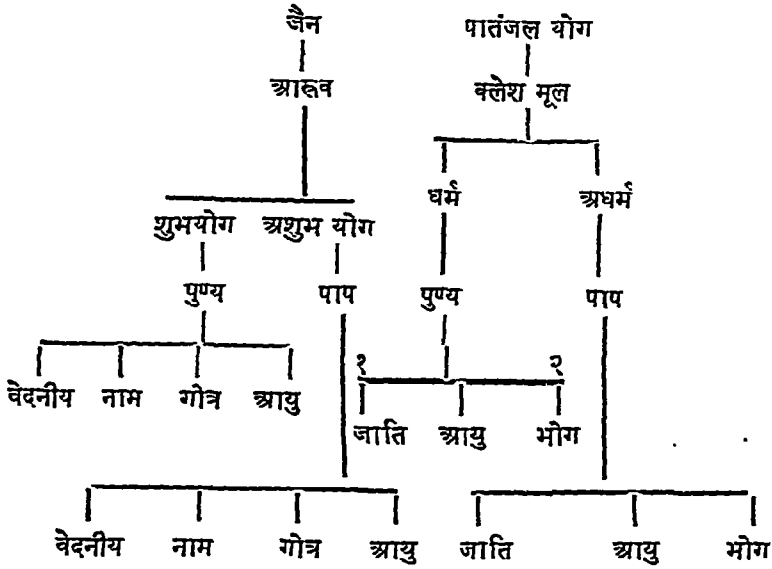 जैन पातंजल योग
आस्रव क्लेश मूल
धर्म अधर्म
शुभयोग अशुभ योग
पुण्य पाप पुण्य पाप
१ २
वेदनीय नाम गोत्र आयु
जाति आयु भोग
वेदनीय नाम गोत्र आयु जाति आयु भोग